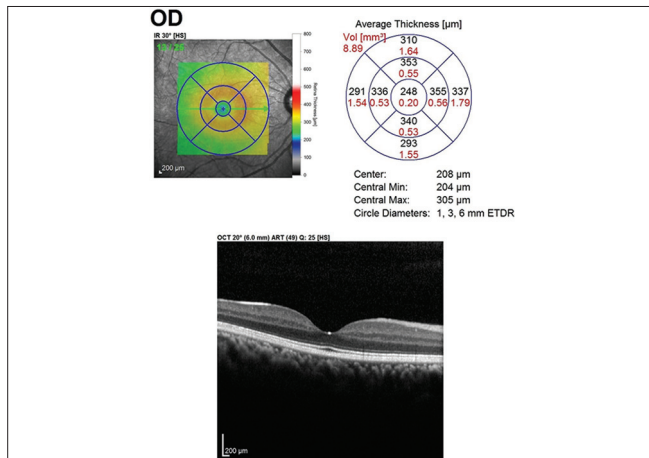 OD
IR 30° [HS]
200 µm
800
700
600
500
400
300
200
100
0
Retina Thickness [µm]
Average Thickness [µm]
Vol [mm³]
8.89
310
1.64
353
0.55
291 336 248 355 337
1.54 0.53 0.20 0.56 1.79
340
0.53
293
1.55
Center: 208 µm
Central Min: 204 µm
Central Max: 305 µm
Circle Diameters: 1, 3, 6 mm ETDR
OCT 20° (6.0 mm) ART (49) Q: 25 [HS]
200 µm